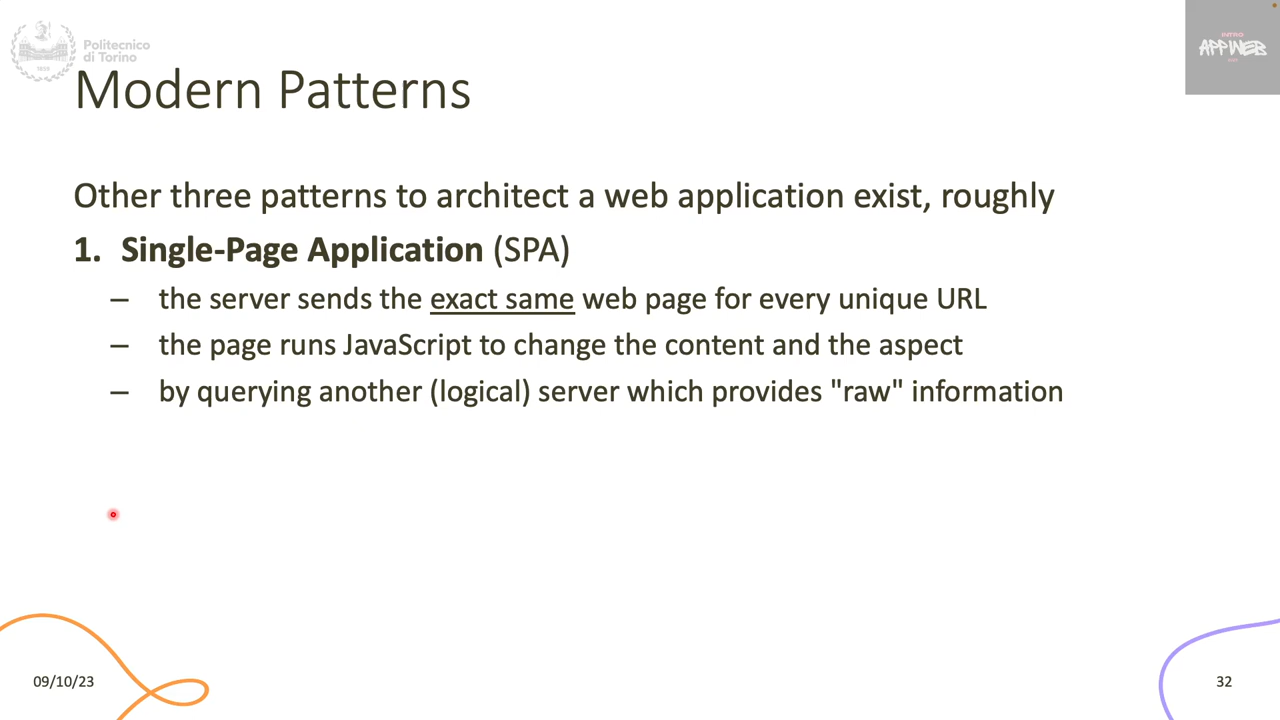 Politecnico
di Torino
INTRO
APPWEB
Modern Patterns
Other three patterns to architect a web application exist, roughly
1. Single-Page Application (SPA)
– the server sends the exact same web page for every unique URL
– the page runs JavaScript to change the content and the aspect
– by querying another (logical) server which provides "raw" information
09/10/23
32